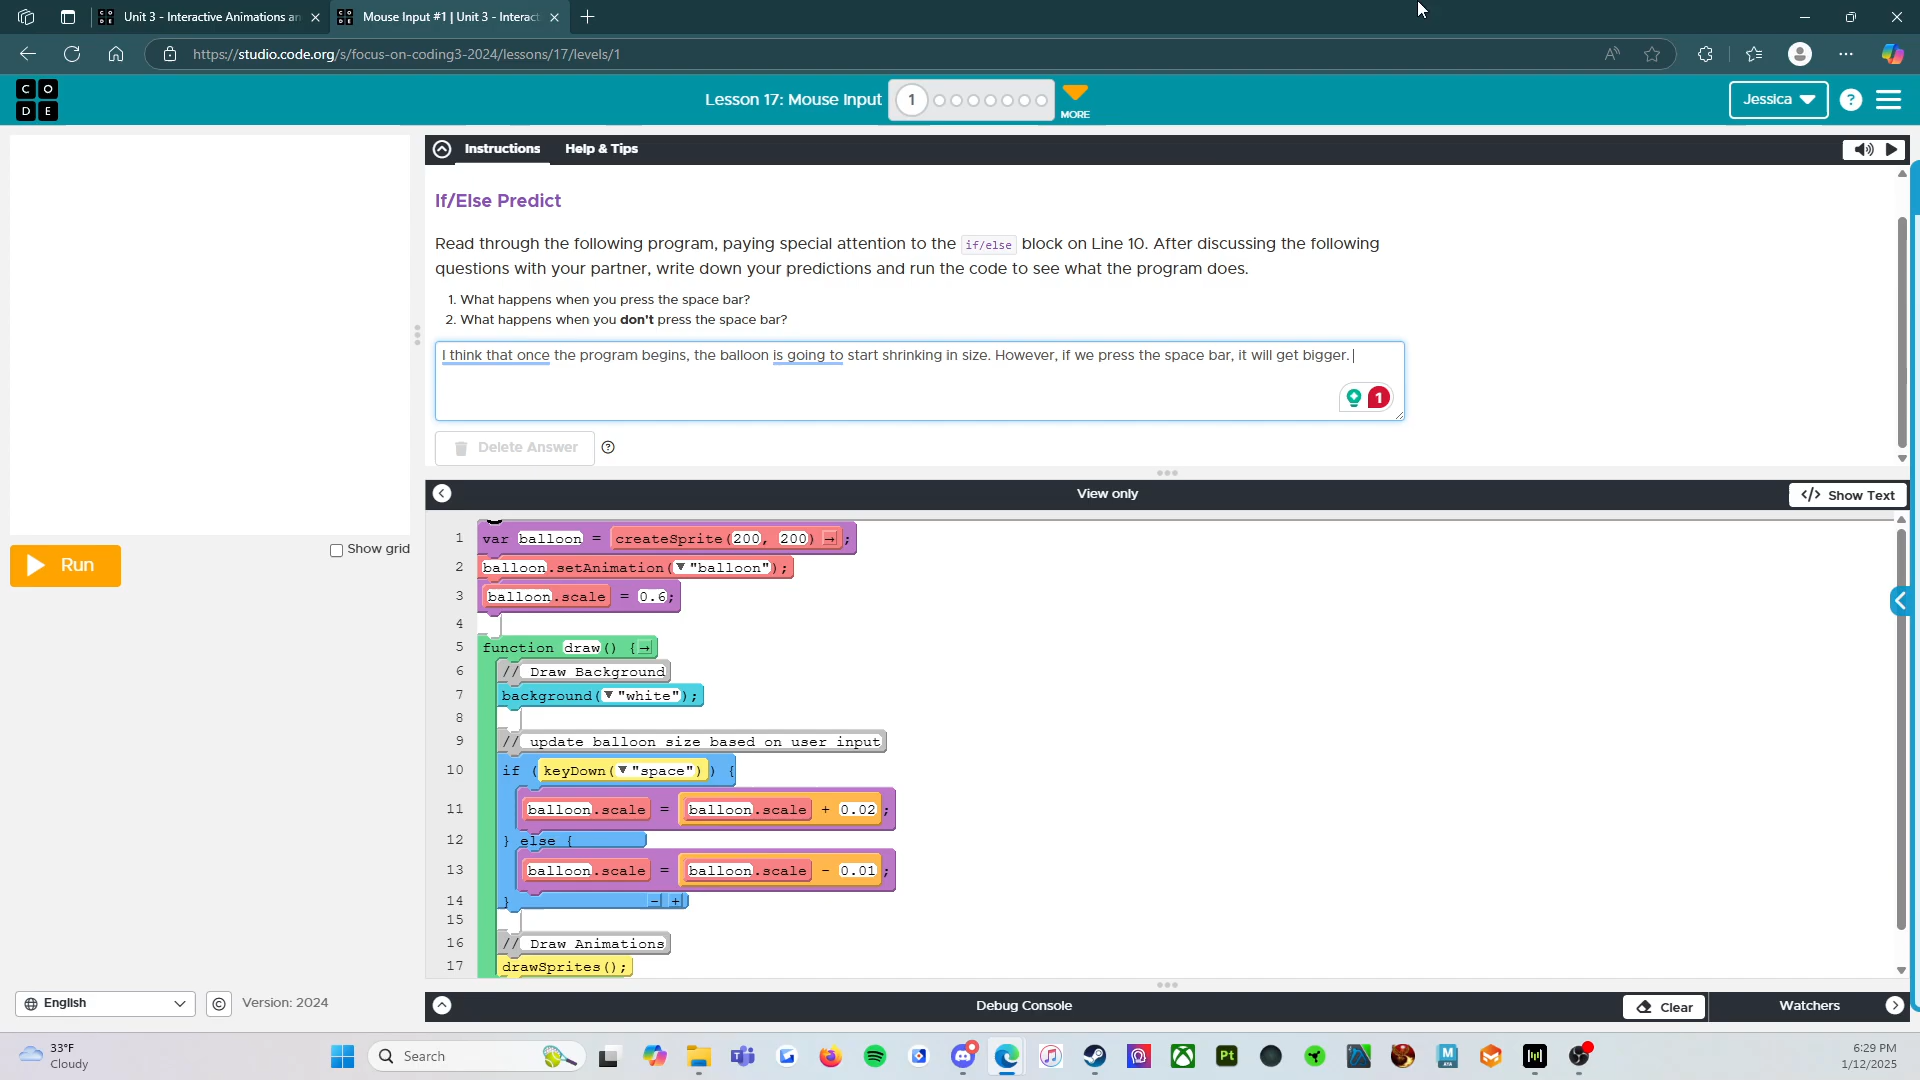 Unit 3 - Interactive Animations an
Mouse Input #1 | Unit 3 - Interact
https://studio.code.org/s/focus-on-coding3-2024/lessons/17/levels/1
C O
D E
Lesson 17: Mouse Input
1
MORE
Jessica
?
Instructions
Help & Tips
If/Else Predict
Read through the following program, paying special attention to the if/else block on Line 10. After discussing the following
questions with your partner, write down your predictions and run the code to see what the program does.
1. What happens when you press the space bar?
2. What happens when you don't press the space bar?
I think that once the program begins, the balloon is going to start shrinking in size. However, if we press the space bar, it will get bigger.
1
Delete Answer
?
View only
</> Show Text
Show grid
Run
1 var balloon = createSprite(200, 200) → ;
2 balloon.setAnimation(▼ "balloon");
3 balloon.scale = 0.6;
4
5 function draw() { →
6 // Draw Background
7 background(▼ "white");
8
9 // update balloon size based on user input
10 if (keyDown(▼ "space")) {
11 balloon.scale = balloon.scale + 0.02;
12 } else {
13 balloon.scale = balloon.scale - 0.01;
14 } - +
15
16 // Draw Animations
17 drawSprites();
English
©
Version: 2024
Debug Console
Clear
Watchers
33°F
Cloudy
Search
Pt
M
6:29 PM
1/12/2025